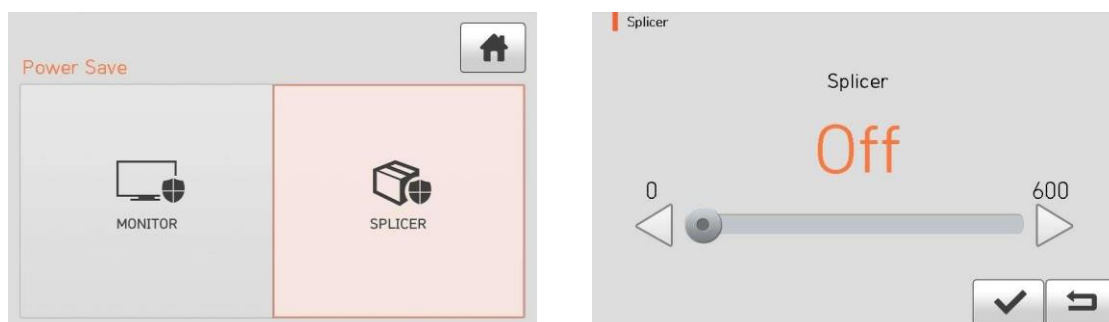 Power Save
MONITOR
SPLICER
Splicer
Splicer
Off
0
600